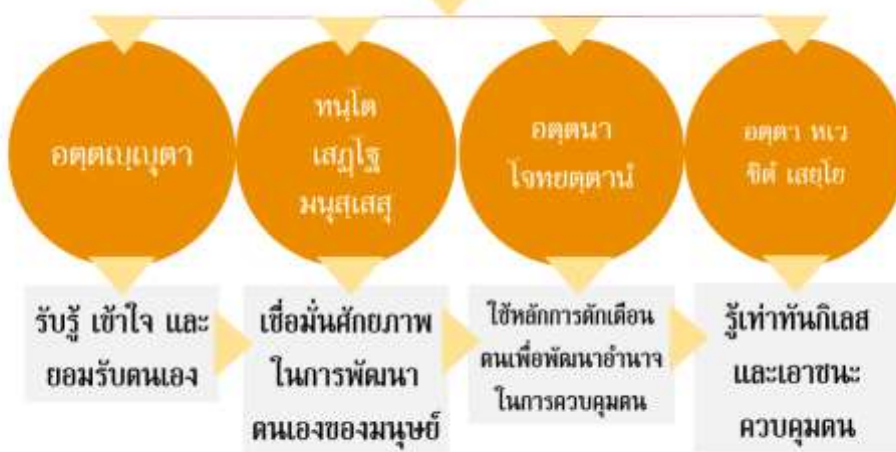 อตฺตญฺญุตา
ทนฺโต
เสฏฺโฐ
มนุสฺเสสุ
อตฺตนา
โจทยตฺตานํ
อตฺตา หเว
ชิตํ เสยฺโย
รับรู้ เข้าใจ และ
ยอมรับตนเอง
เชื่อมั่นศักยภาพ
ในการพัฒนา
ตนเองของมนุษย์
ใช้หลักการตักเตือน
ตนเพื่อพัฒนาอำนาจ
ในการควบคุมตน
รู้เท่าทันกิเลส
และเอาชนะ
ควบคุมตน